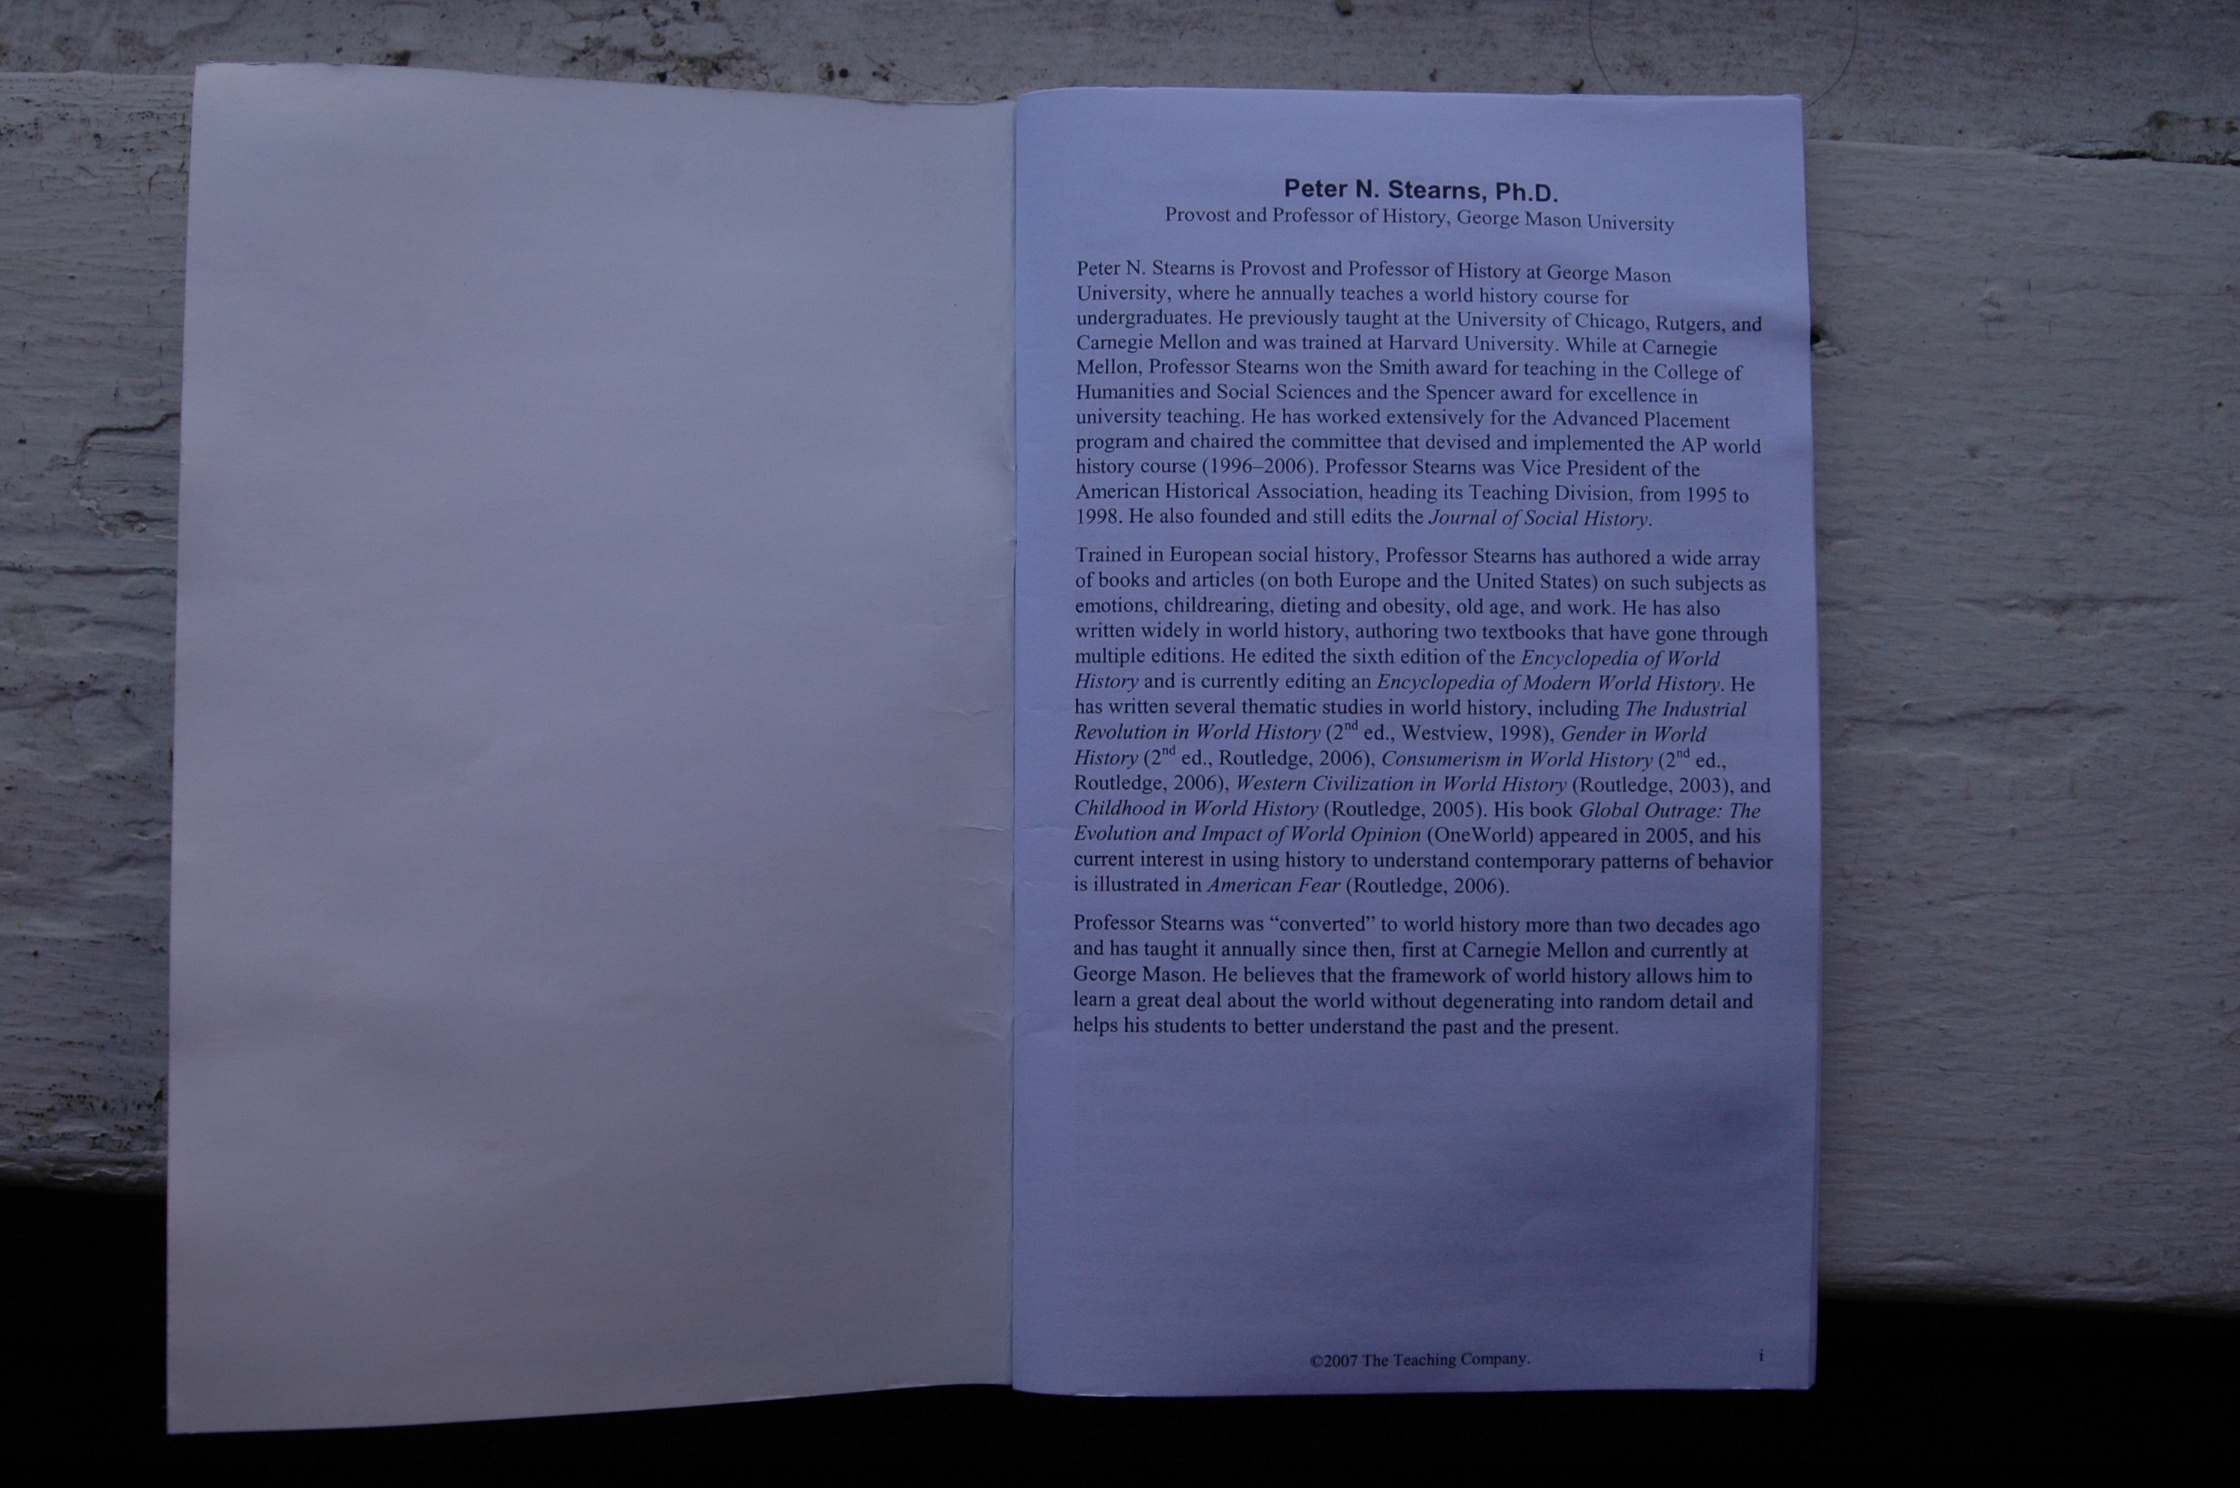 Peter N. Stearns, Ph.D.
Provost and Professor of History, George Mason University
Peter N. Stearns is Provost and Professor of History at George Mason
University, where he annually teaches a world history course for
undergraduates. He previously taught at the University of Chicago, Rutgers, and
Carnegie Mellon and was trained at Harvard University. While at Carnegie
Mellon, Professor Stearns won the Smith award for teaching in the College of
Humanities and Social Sciences and the Spencer award for excellence in
university teaching. He has worked extensively for the Advanced Placement
program and chaired the committee that devised and implemented the AP world
history course (1996–2006). Professor Stearns was Vice President of the
American Historical Association, heading its Teaching Division, from 1995 to
1998. He also founded and still edits the Journal of Social History.
Trained in European social history, Professor Stearns has authored a wide array
of books and articles (on both Europe and the United States) on such subjects as
emotions, childrearing, dieting and obesity, old age, and work. He has also
written widely in world history, authoring two textbooks that have gone through
multiple editions. He edited the sixth edition of the Encyclopedia of World
History and is currently editing an Encyclopedia of Modern World History. He
has written several thematic studies in world history, including The Industrial
Revolution in World History (2nd ed., Westview, 1998), Gender in World
History (2nd ed., Routledge, 2006), Consumerism in World History (2nd ed.,
Routledge, 2006), Western Civilization in World History (Routledge, 2003), and
Childhood in World History (Routledge, 2005). His book Global Outrage: The
Evolution and Impact of World Opinion (OneWorld) appeared in 2005, and his
current interest in using history to understand contemporary patterns of behavior
is illustrated in American Fear (Routledge, 2006).
Professor Stearns was “converted” to world history more than two decades ago
and has taught it annually since then, first at Carnegie Mellon and currently at
George Mason. He believes that the framework of world history allows him to
learn a great deal about the world without degenerating into random detail and
helps his students to better understand the past and the present.
©2007 The Teaching Company. i